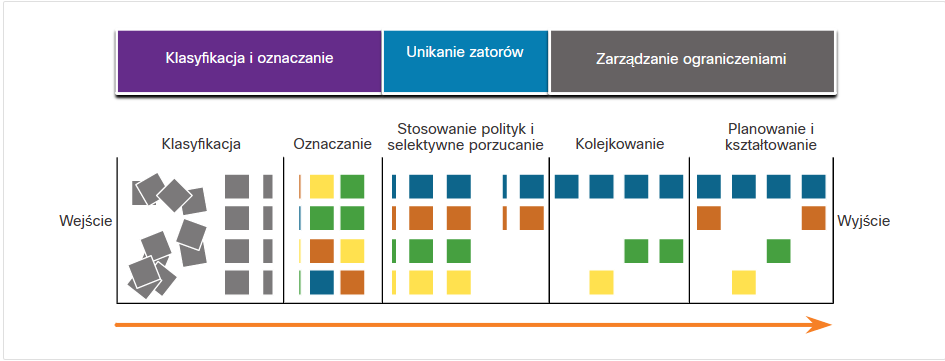 Klasyfikacja i oznaczanie
Unikanie zatorów
Zarządzanie ograniczeniami
Klasyfikacja
Oznaczanie
Stosowanie polityk i
selektywne porzucanie
Kolejkowanie
Planowanie i
kształtowanie
Wejście
Wyjście